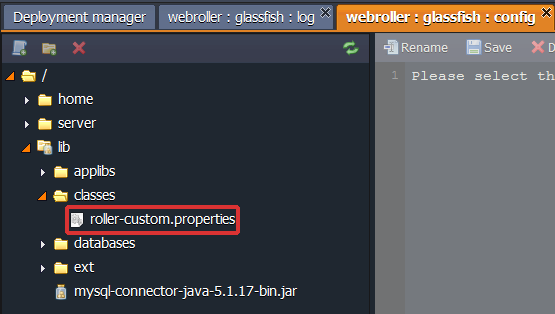 Deployment manager
webroller : glassfish : log
webroller : glassfish : config
Rename
Save
D
/
home
server
lib
applibs
classes
roller-custom.properties
databases
ext
mysql-connector-java-5.1.17-bin.jar
1 Please select th